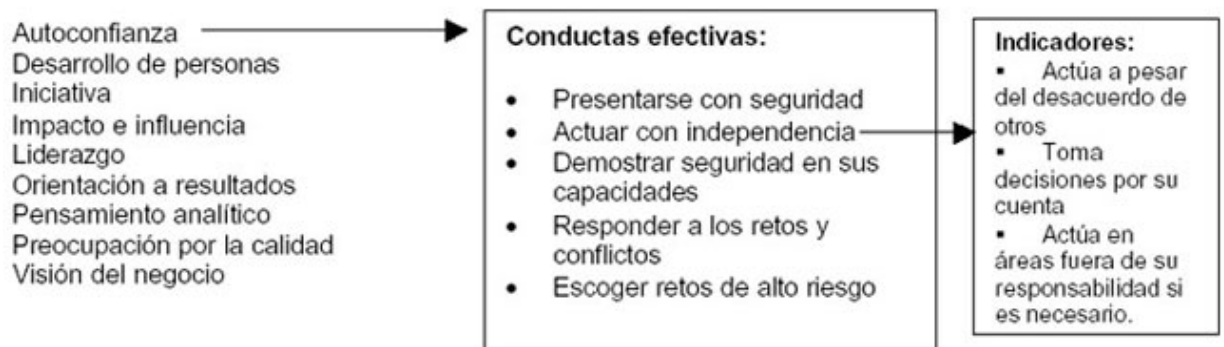 Autoconfianza
Desarrollo de personas
Iniciativa
Impacto e influencia
Liderazgo
Orientación a resultados
Pensamiento analítico
Preocupación por la calidad
Visión del negocio
Conductas efectivas:
• Presentarse con seguridad
• Actuar con independencia
• Demostrar seguridad en sus
capacidades
• Responder a los retos y
conflictos
• Escoger retos de alto riesgo
Indicadores:
▪ Actúa a pesar
del desacuerdo de
otros
▪ Toma
decisiones por su
cuenta
▪ Actúa en
áreas fuera de su
responsabilidad si
es necesario.